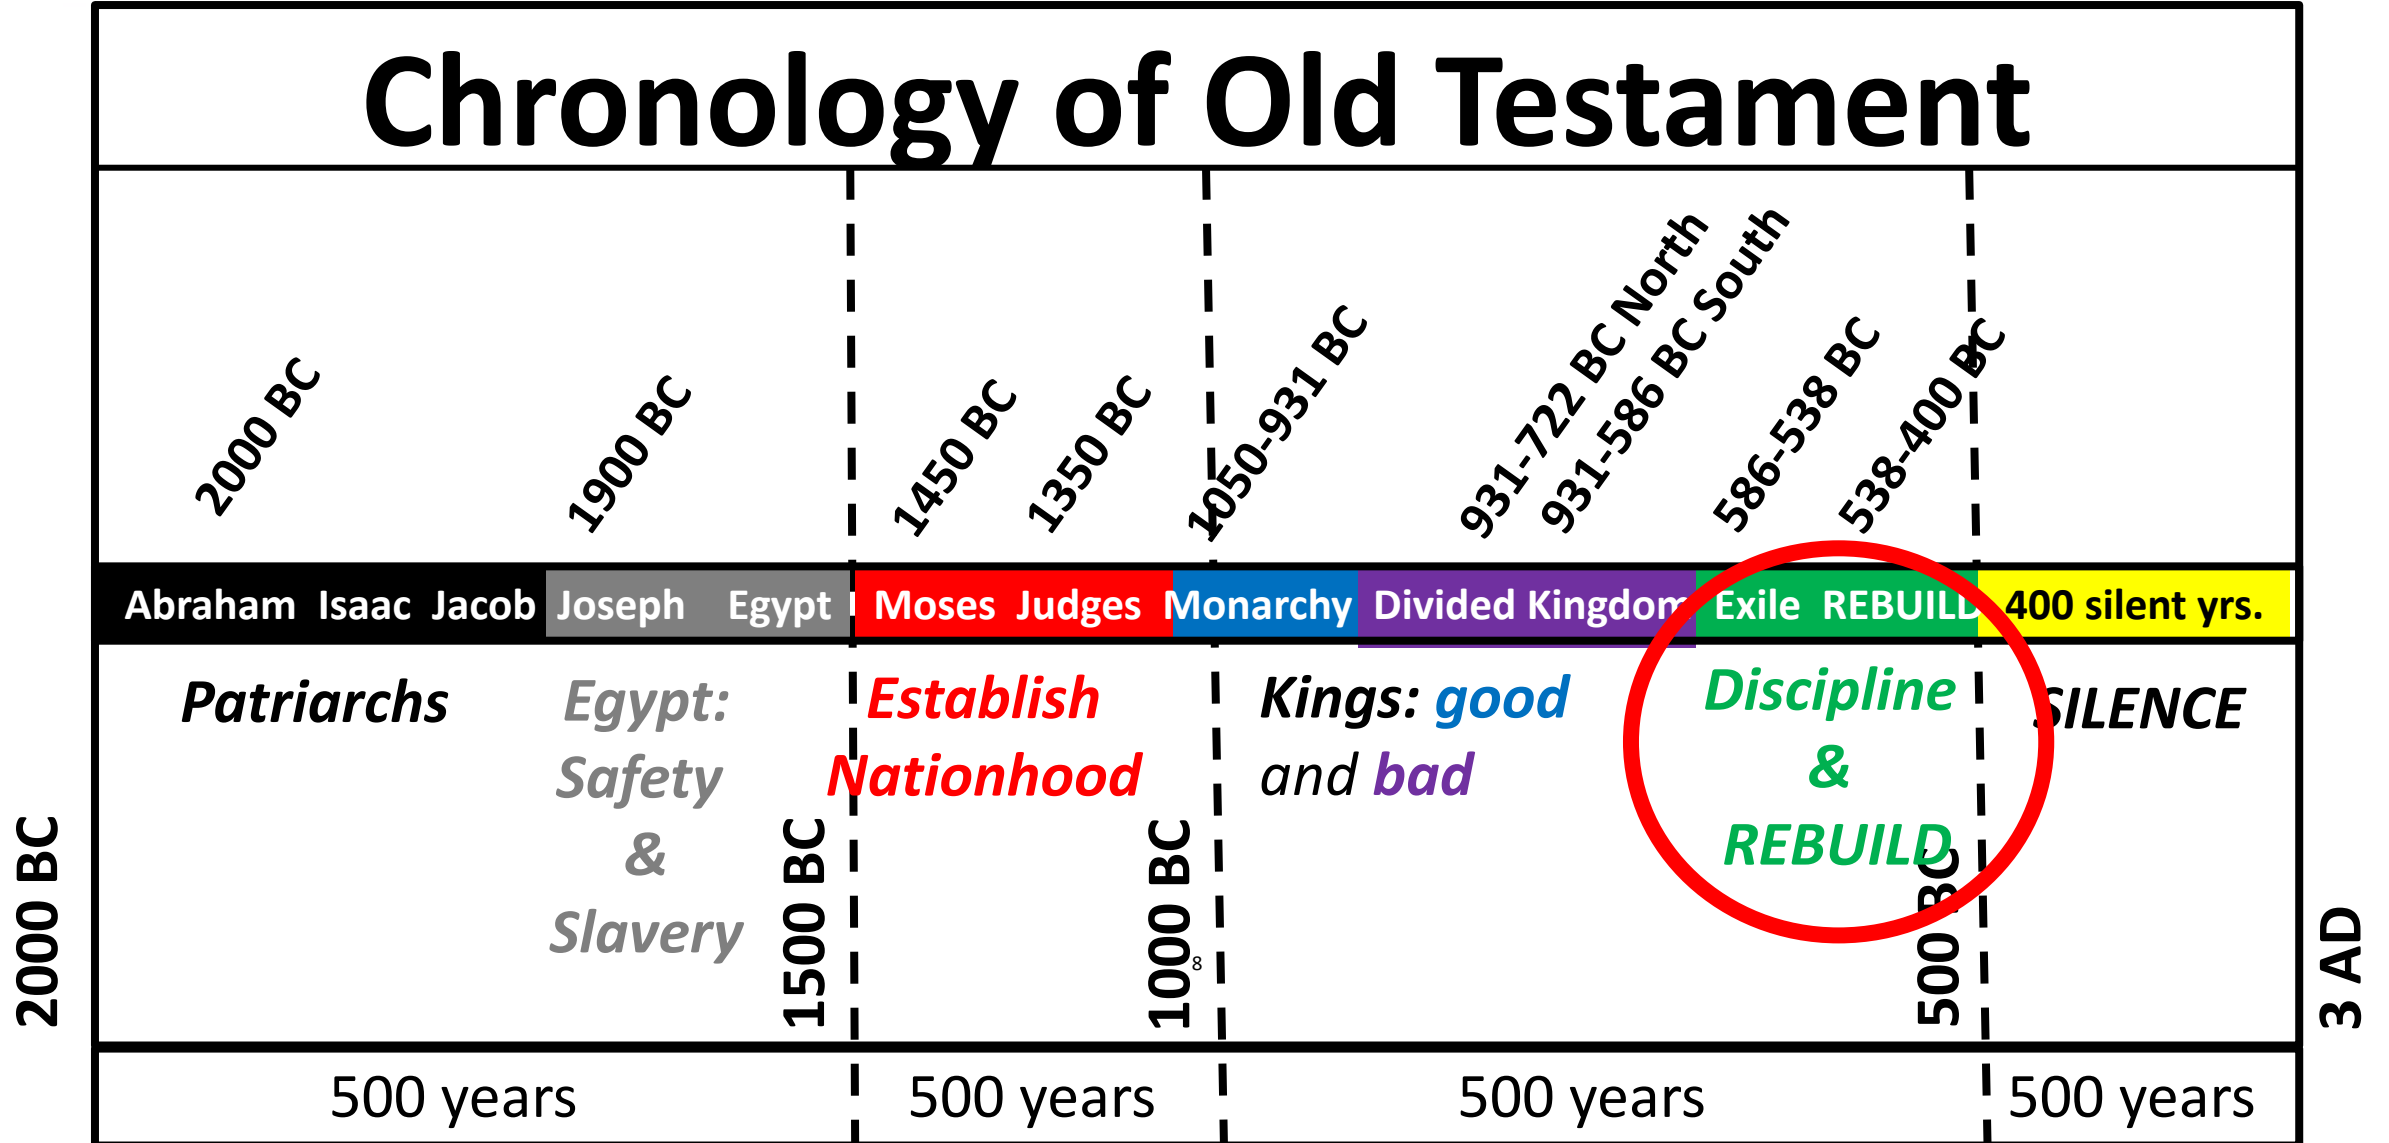 Chronology of Old Testament
2000 BC
1900 BC
1450 BC
1350 BC
1050-931 BC
931-722 BC North
931-586 BC South
586-538 BC
538-400 BC
Abraham Isaac Jacob Joseph Egypt Moses Judges Monarchy Divided Kingdom Exile REBUILD 400 silent yrs.
Patriarchs
Egypt:
Safety
&
Slavery
Establish
Nationhood
Kings: good
and bad
Discipline
&
REBUILD
SILENCE
2000 BC
1500 BC
1000 BC
8
500 BC
3 AD
500 years
500 years
500 years
500 years